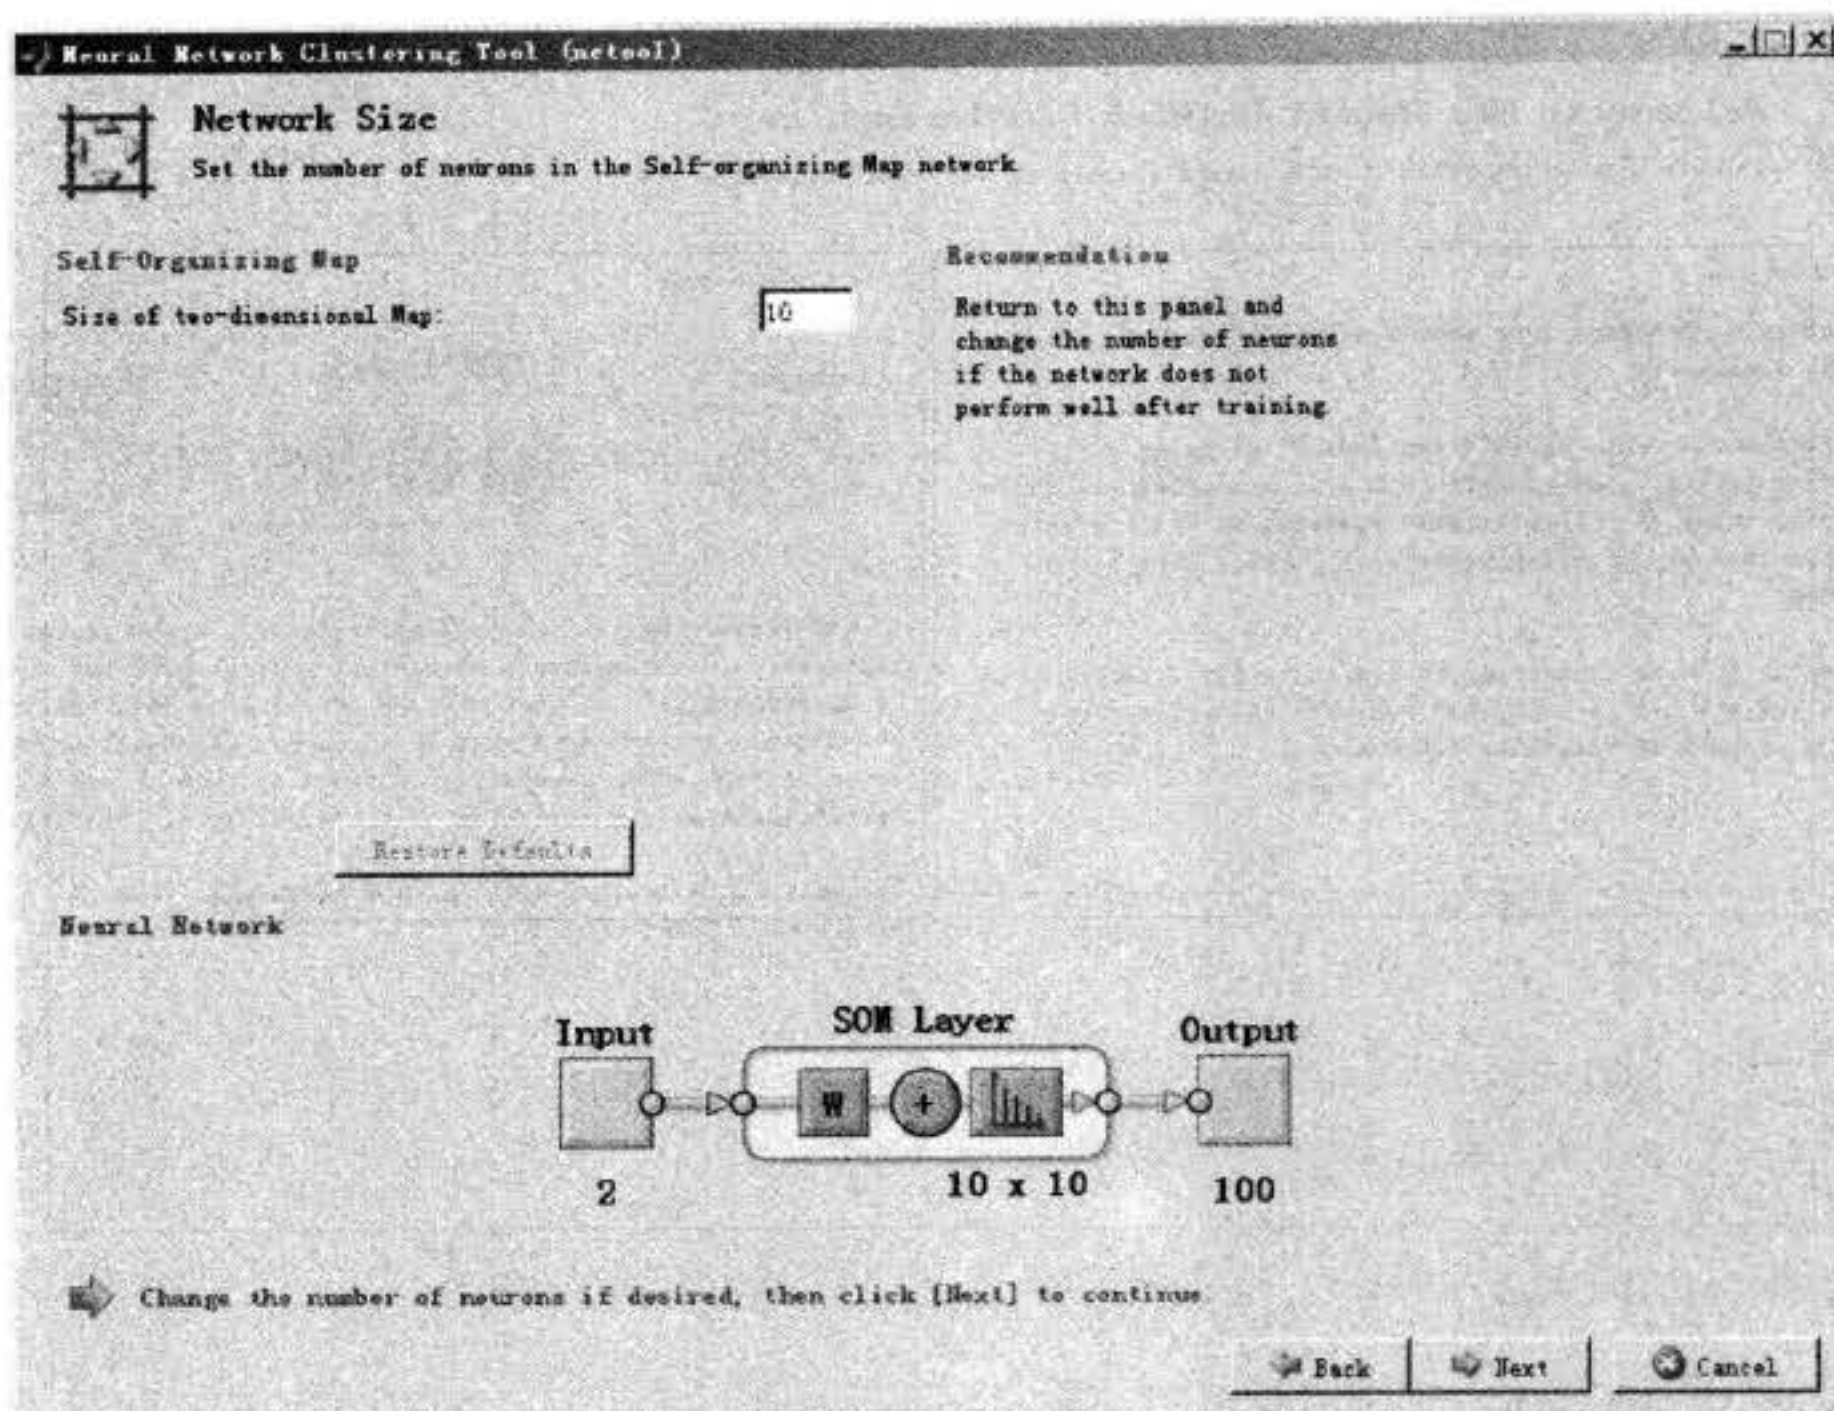 Neural Network Clustering Tool (nctool)
Network Size
Set the number of neurons in the Self-organizing Map network
Self-Organizing Map
Size of two-dimensional Map:
10
Recommendation
Return to this panel and
change the number of neurons
if the network does not
perform well after training
Restore Defaults
Neural Network
Input
SOM Layer
Output
W
+
2
10 x 10
100
Change the number of neurons if desired, then click [Next] to continue
Back
Next
Cancel